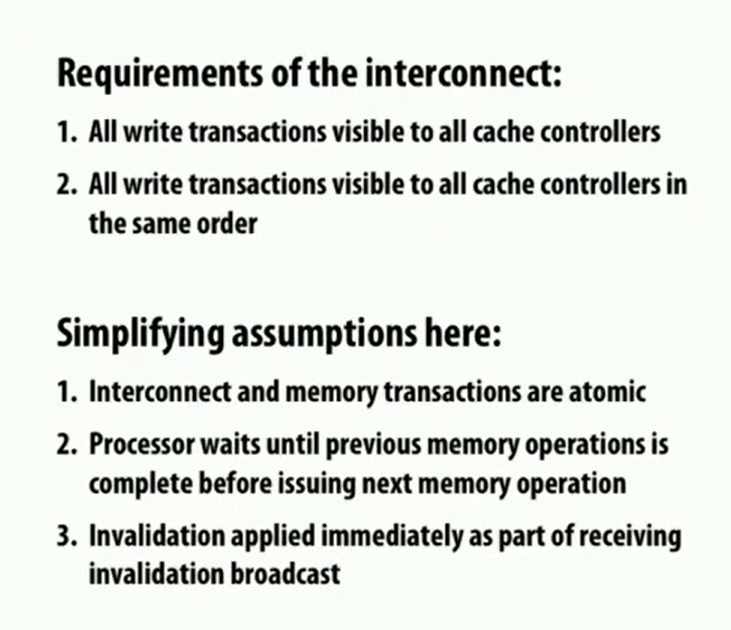 Requirements of the interconnect:
1. All write transactions visible to all cache controllers
2. All write transactions visible to all cache controllers in
the same order
Simplifying assumptions here:
1. Interconnect and memory transactions are atomic
2. Processor waits until previous memory operations is
complete before issuing next memory operation
3. Invalidation applied immediately as part of receiving
invalidation broadcast